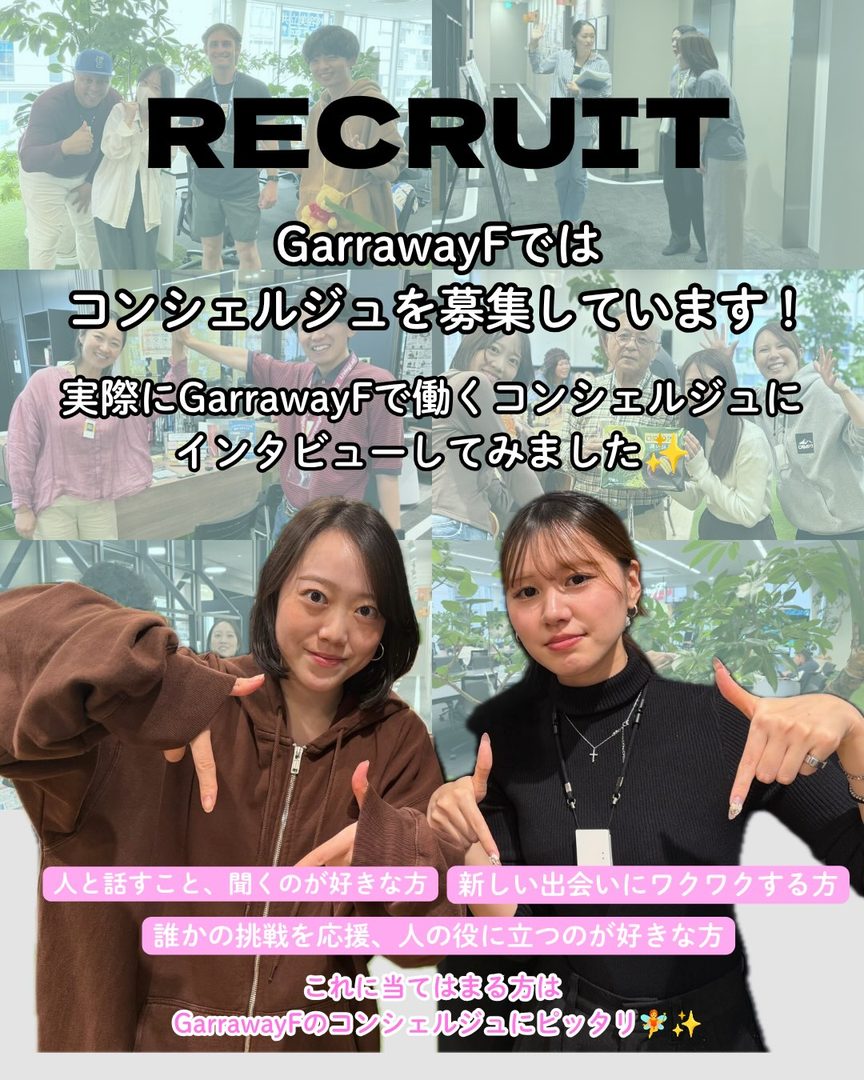 RECRUIT
GarrawayFでは
コンシェルジュを募集しています！
実際にGarrawayFで働くコンシェルジュに
インタビューしてみました✨
人と話すこと、聞くのが好きな方
新しい出会いにワクワクする方
誰かの挑戦を応援、人の役に立つのが好きな方
これに当てはまる方は
GarrawayFのコンシェルジュにピッタリ🧚✨